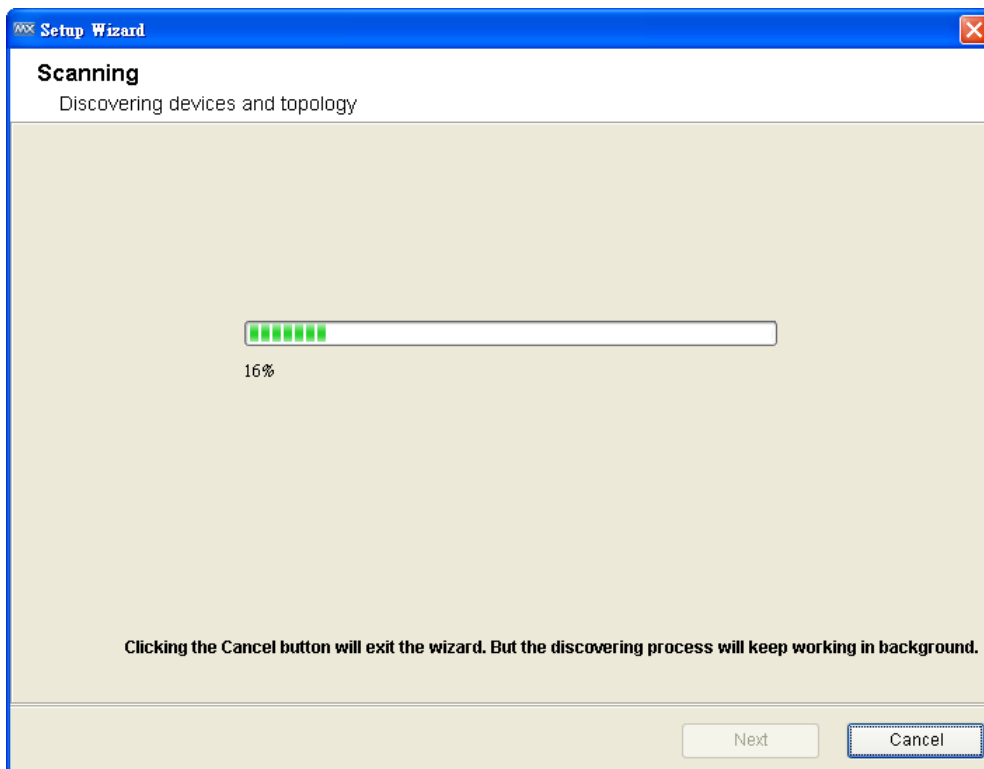 MX Setup Wizard
Scanning
Discovering devices and topology
16%
Clicking the Cancel button will exit the wizard. But the discovering process will keep working in background.
Next
Cancel